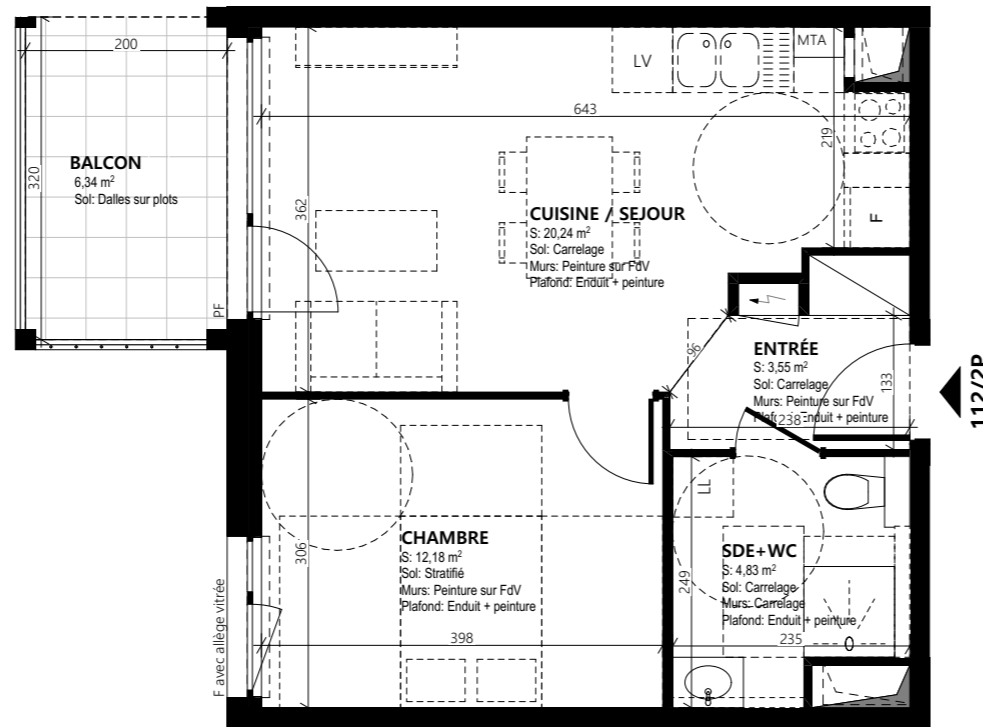 200
320
BALCON
6,34 m²
Sol: Dalles sur plots
PF
LV
MTA
643
219
362
F
CUISINE / SEJOUR
S: 20,24 m²
Sol: Carrelage
Murs: Peinture sur FdV
Plafond: Enduit + peinture
96
ENTRÉE
S: 3,55 m²
Sol: Carrelage
Murs: Peinture sur FdV
Plafond: Enduit + peinture
238
133
112/2P
CHAMBRE
S: 12,18 m²
Sol: Stratifié
Murs: Peinture sur FdV
Plafond: Enduit + peinture
306
398
F avec allège vitrée
LL
249
SDE+WC
S: 4,83 m²
Sol: Carrelage
Murs: Carrelage
Plafond: Enduit + peinture
235